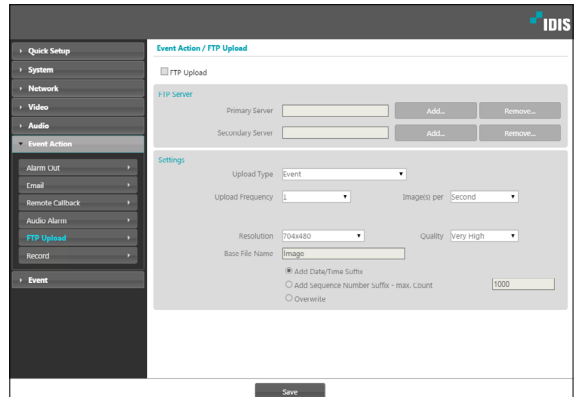 IDIS
Quick Setup
System
Network
Video
Audio
Event Action
Alarm Out
Email
Remote Callback
Audio Alarm
FTP Upload
Record
Event
Event Action / FTP Upload
FTP Upload
FTP Server
Primary Server Add... Remove...
Secondary Server Add... Remove...
Settings
Upload Type Event
Upload Frequency 1 Image(s) per Second
Resolution 704x480 Quality Very High
Base File Name Image
Add Date/Time Suffix
Add Sequence Number Suffix - max. Count 1000
Overwrite
Save